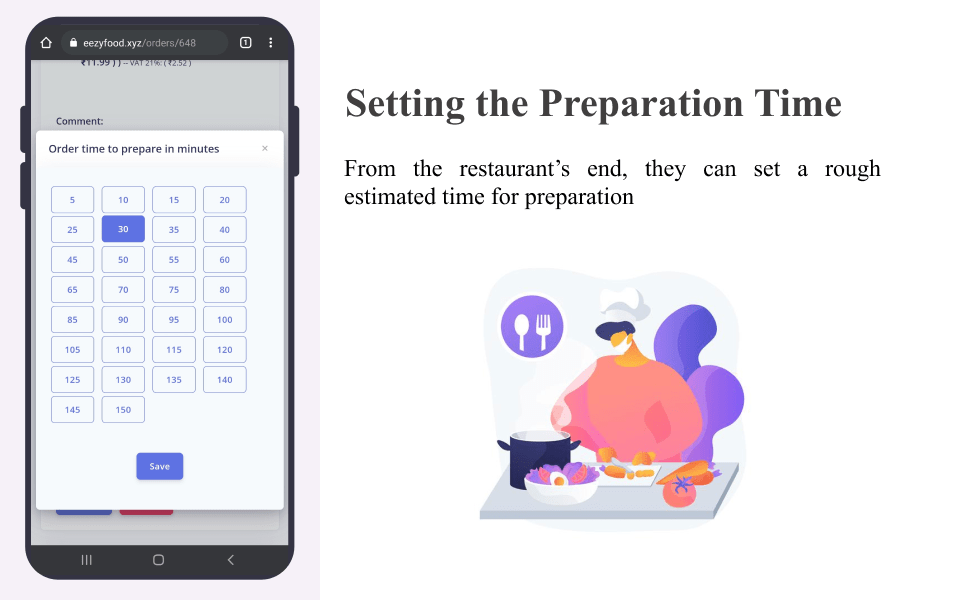 eezyfood.xyz/orders/648
1
₹11.99 ) ) -- VAT 21%: ( ₹2.52 )
Comment:
Order time to prepare in minutes
×
5 10 15 20
25 30 35 40
45 50 55 60
65 70 75 80
85 90 95 100
105 110 115 120
125 130 135 140
145 150
Save
Setting the Preparation Time
From the restaurant’s end, they can set a rough
estimated time for preparation